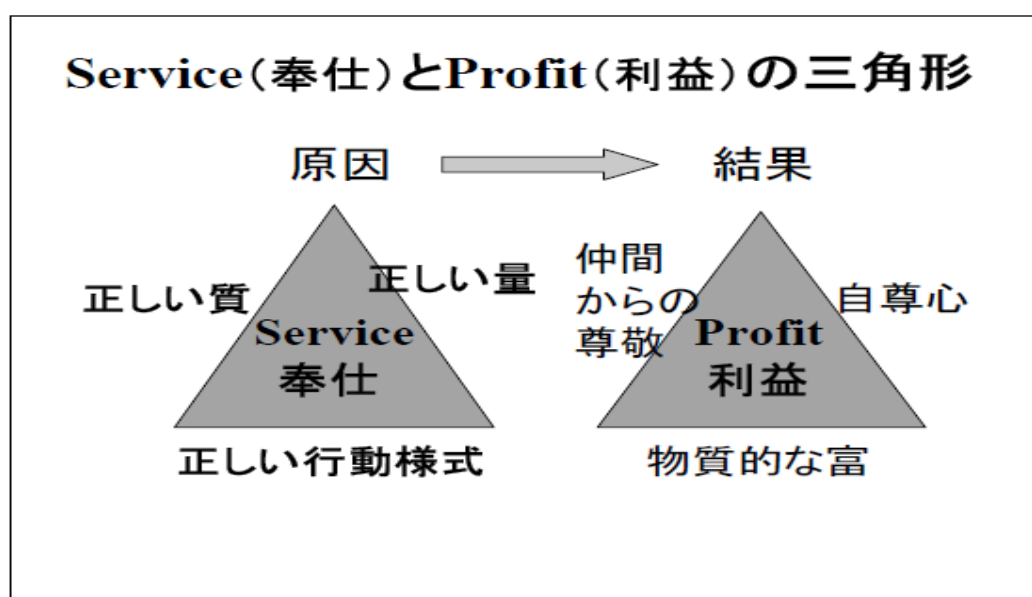 Service(奉仕)とProfit(利益)の三角形
原因
結果
正しい質
正しい量
Service
奉仕
正しい行動様式
仲間
からの
尊敬
自尊心
Profit
利益
物質的な富